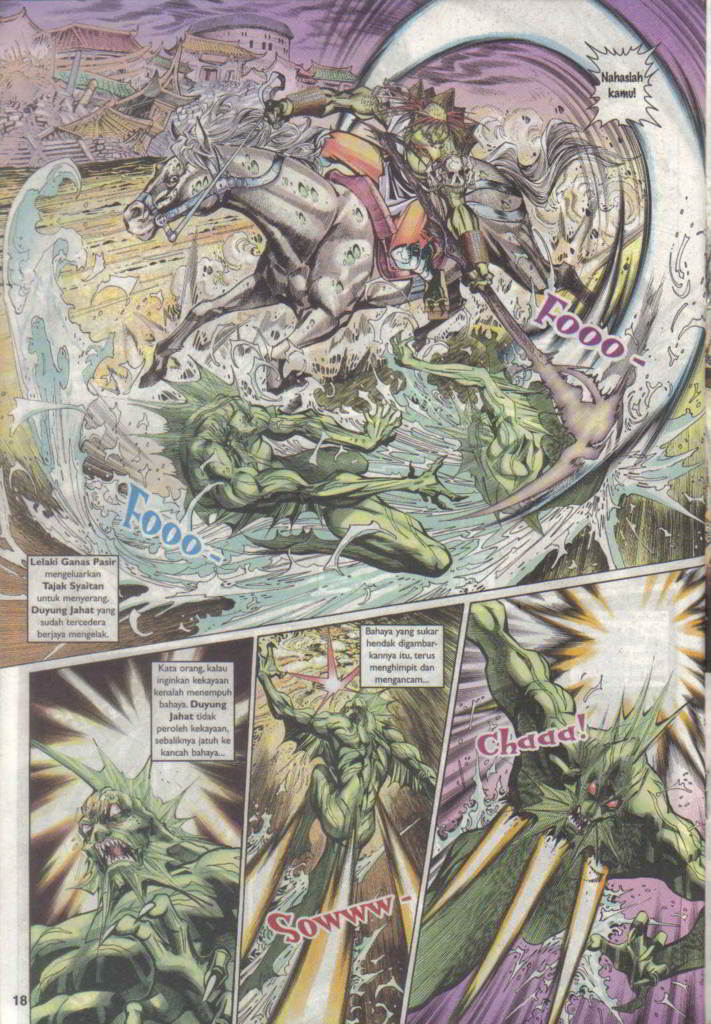 Nahaslah
kamu!
Fooo-
Fooo-
Lelaki Ganas Pasir
mengeluarkan
Tajak Syaitan
untuk menyerang.
Duyung Jahat yang
sudah tercedera
berjaya mengelak.
Kata orang, kalau
inginkan kekayaan
kenalah menempuh
bahaya. Duyung
Jahat tidak
peroleh kekayaan,
sebaliknya jatuh ke
kancah bahaya...
Bahaya yang sukar
hendak digambar-
kannya itu, terus
menghimpit dan
mengancam...
Sowww-
Chaaa!
18